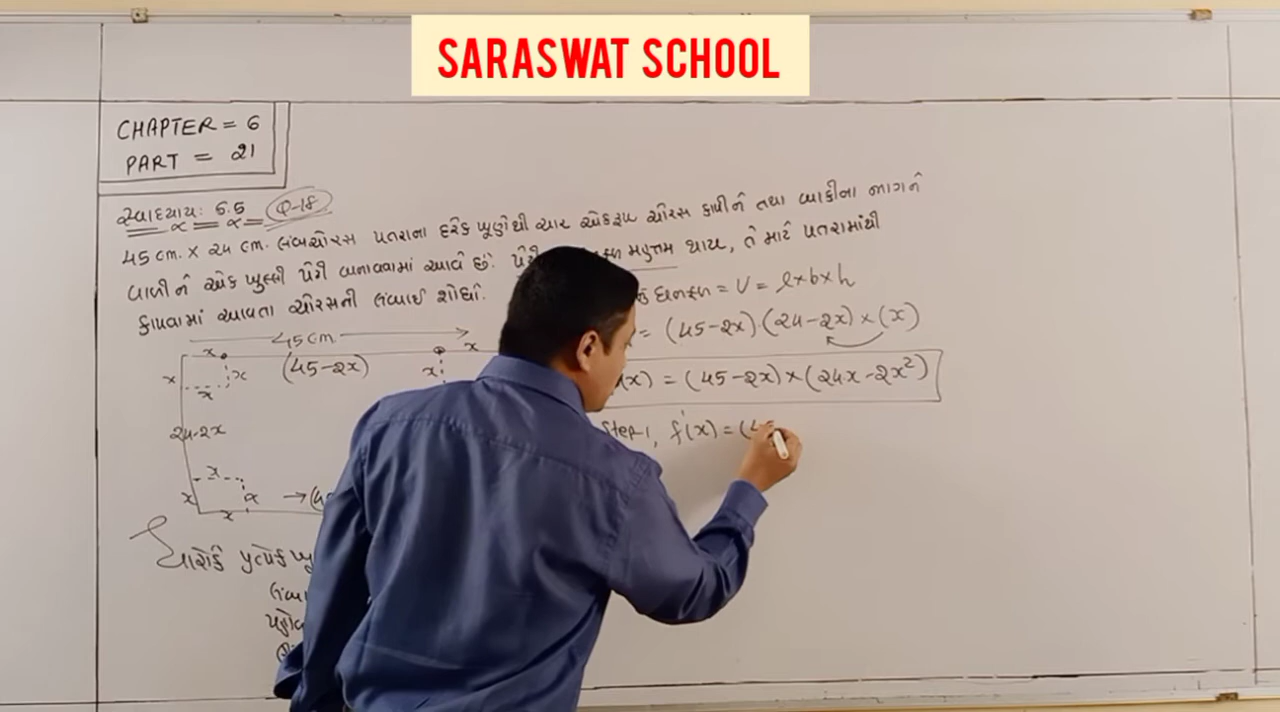 SARASWAT SCHOOL
CHAPTER = 6
PART = 21
સ્વાધ્યાય: 6.5 Q-18
45 cm. X 24 cm. લંબચોરસ પતરાના દરેક ખૂણેથી ચાર એકરૂપ ચોરસ કાપીને તથા બાકીના ભાગને
વાળીને એક ખુલ્લી પેટી બનાવવામાં આવે છે. મહત્તમ થાય, તે માટે પતરામાંથી
કાપવામાં આવતા ચોરસની લંબાઈ શોધો.
ઘનફળ = V = l×b×h
= (45-2x).(24-2x)×(x)
(x) = (45-2x)×(24x-2x²)
Step-1, f'(x) = (45
45 cm.
x x
(45-2x)
x x x x
24-2x
x
x x
x
ધારોકે પ્રત્યેક